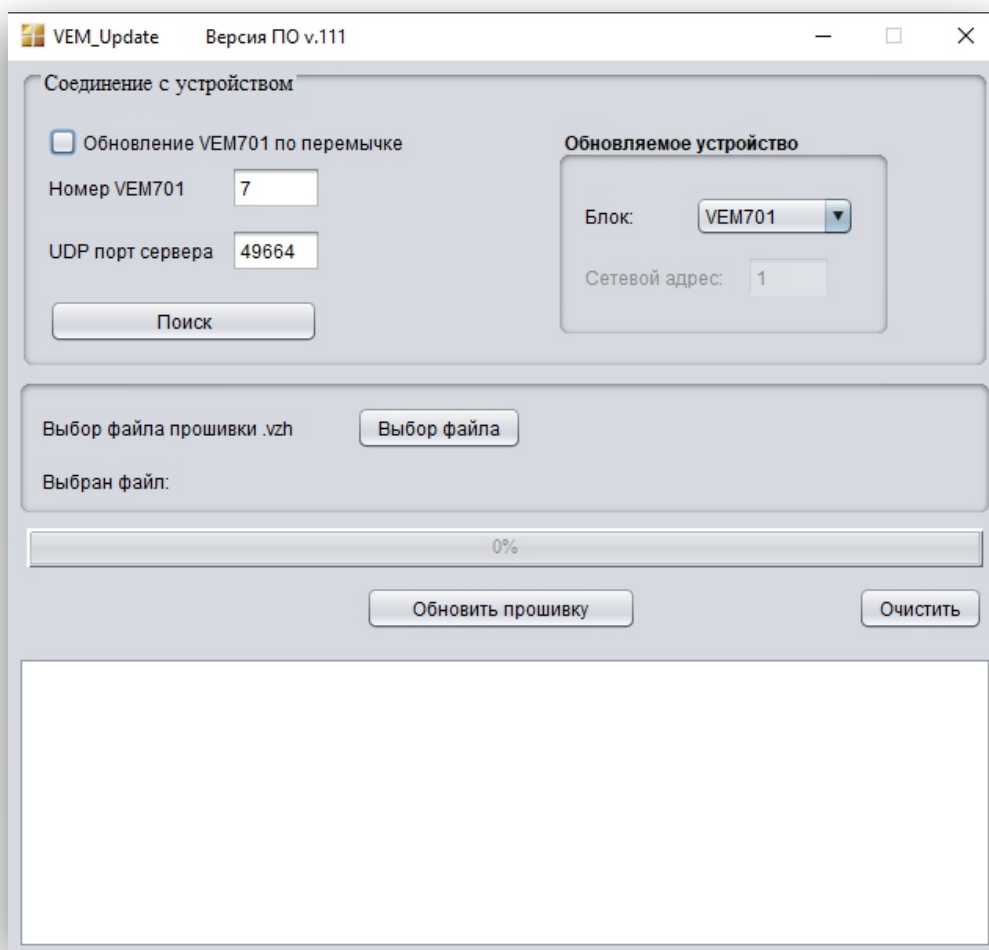 VEM_Update Версия ПО v.111
Соединение с устройством
Обновление VEM701 по перемычке
Номер VEM701 7
UDP порт сервера 49664
Поиск
Обновляемое устройство
Блок: VEM701
Сетевой адрес: 1
Выбор файла прошивки .vzh Выбор файла
Выбран файл:
0%
Обновить прошивку Очистить